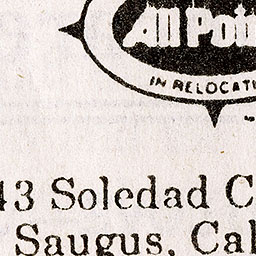 All Poi
IN RELOCATI
43 Soledad C
Saugus, Cal